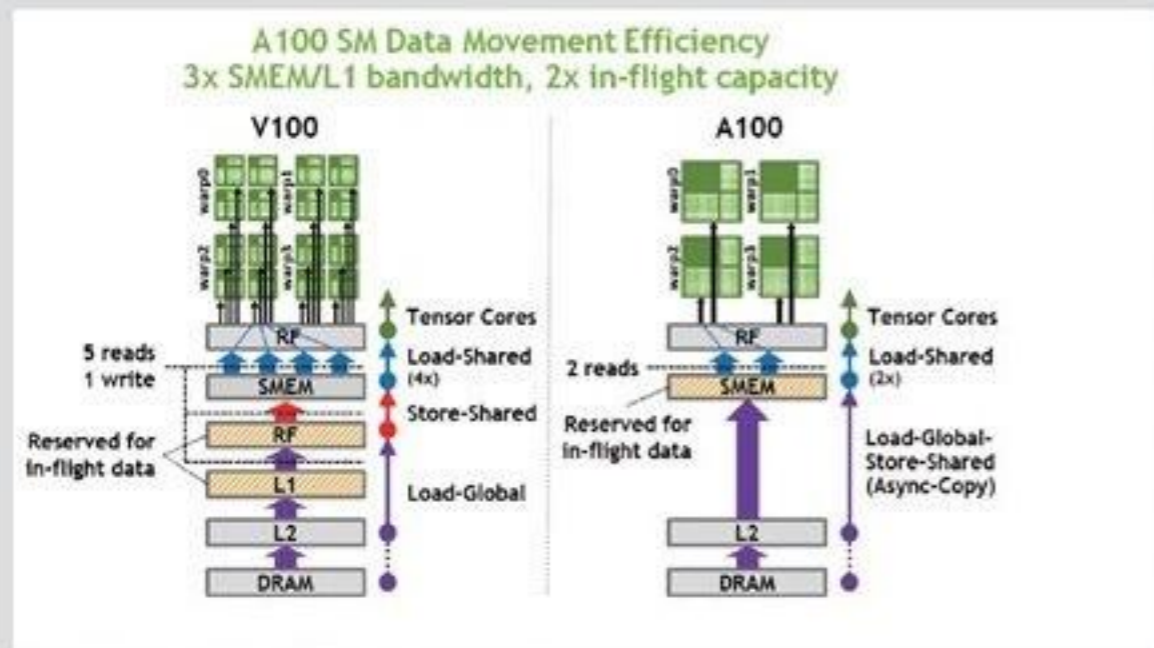 A100 SM Data Movement Efficiency
3x SMEM/L1 bandwidth, 2x in-flight capacity
V100
warp0
warp1
warp2
warp3
RF
SMEM
RF
L1
L2
DRAM
5 reads
1 write
Reserved for
in-flight data
Tensor Cores
Load-Shared
(4x)
Store-Shared
Load-Global
A100
warp0
warp1
warp2
warp3
RF
SMEM
L2
DRAM
2 reads
Reserved for
in-flight data
Tensor Cores
Load-Shared
(2x)
Load-Global-
Store-Shared
(Async-Copy)